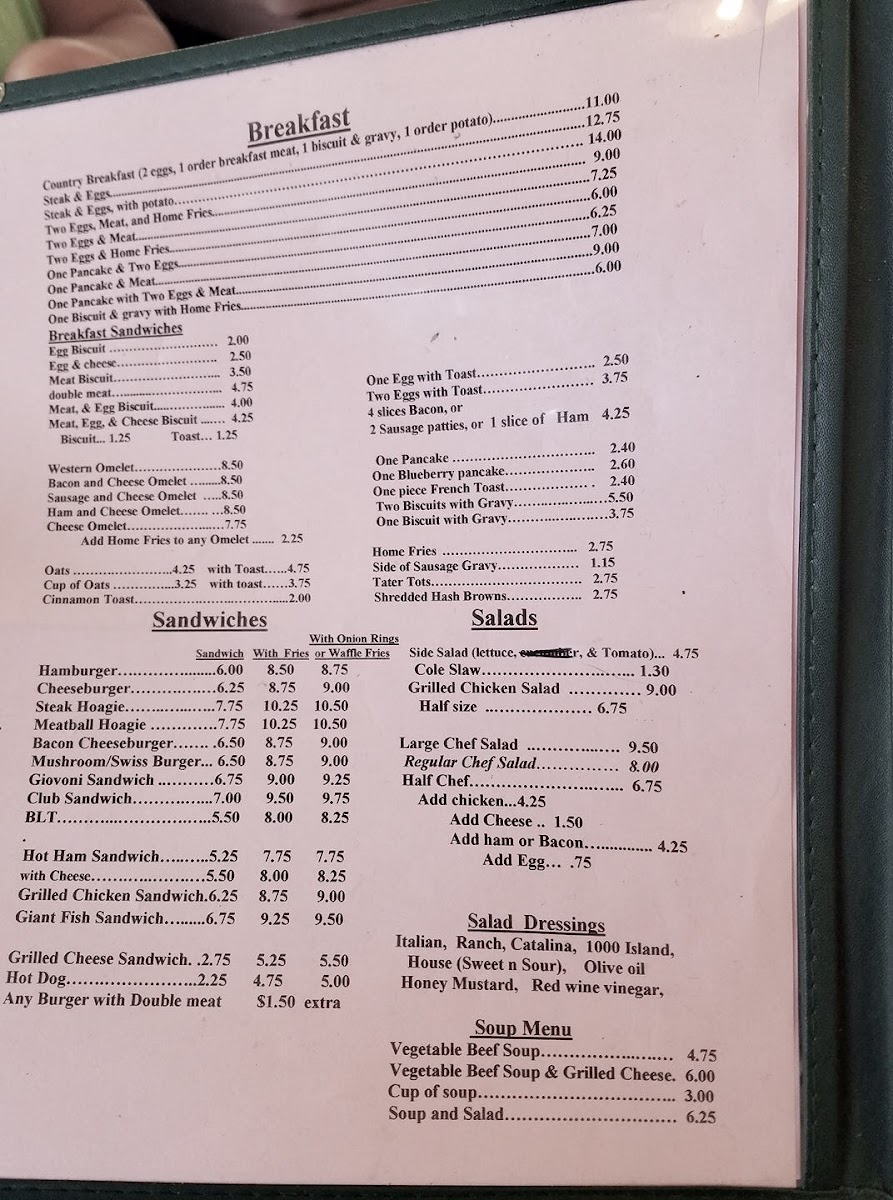 Breakfast
Country Breakfast (2 eggs, 1 order breakfast meat, 1 biscuit & gravy, 1 order potato)....................11.00
Steak & Eggs....................12.75
Steak & Eggs, with potato....................14.00
Two Eggs, Meat, and Home Fries....................9.00
Two Eggs & Meat....................7.25
Two Eggs & Home Fries....................6.00
One Pancake & Two Eggs....................6.25
One Pancake & Meat....................7.00
One Pancake with Two Eggs & Meat....................9.00
One Biscuit & gravy with Home Fries....................6.00
Breakfast Sandwiches
Egg Biscuit .................... 2.00
Egg & cheese.................... 2.50
Meat Biscuit.................... 3.50
double meat.................... 4.75
Meat, & Egg Biscuit.................... 4.00
Meat, Egg, & Cheese Biscuit ....... 4.25
Biscuit... 1.25 Toast... 1.25
Western Omelet....................8.50
Bacon and Cheese Omelet .........8.50
Sausage and Cheese Omelet .....8.50
Ham and Cheese Omelet....... ...8.50
Cheese Omelet....................7.75
Add Home Fries to any Omelet ....... 2.25
Oats ....................4.25 with Toast......4.75
Cup of Oats .............3.25 with toast......3.75
Cinnamon Toast....................2.00
One Egg with Toast.................... 2.50
Two Eggs with Toast.................... 3.75
4 slices Bacon, or
2 Sausage patties, or 1 slice of Ham 4.25
One Pancake .................... 2.40
One Blueberry pancake.................... 2.60
One piece French Toast.................... 2.40
Two Biscuits with Gravy....................5.50
One Biscuit with Gravy....................3.75
Home Fries .................... 2.75
Side of Sausage Gravy.................... 1.15
Tater Tots.................... 2.75
Shredded Hash Browns.................... 2.75
Sandwiches
Sandwich With Fries With Onion Rings or Waffle Fries
Hamburger....................6.00 8.50 8.75
Cheeseburger....................6.25 8.75 9.00
Steak Hoagie....................7.75 10.25 10.50
Meatball Hoagie .............7.75 10.25 10.50
Bacon Cheeseburger....... .6.50 8.75 9.00
Mushroom/Swiss Burger... 6.50 8.75 9.00
Giovoni Sandwich ...........6.75 9.00 9.25
Club Sandwich...............7.00 9.50 9.75
BLT....................5.50 8.00 8.25
Hot Ham Sandwich..........5.25 7.75 7.75
with Cheese....................5.50 8.00 8.25
Grilled Chicken Sandwich.6.25 8.75 9.00
Giant Fish Sandwich.........6.75 9.25 9.50
Grilled Cheese Sandwich. .2.75 5.25 5.50
Hot Dog....................2.25 4.75 5.00
Any Burger with Double meat $1.50 extra
Salads
Side Salad (lettuce, cucumber, & Tomato)... 4.75
Cole Slaw.................... 1.30
Grilled Chicken Salad ............ 9.00
Half size .................... 6.75
Large Chef Salad .................. 9.50
Regular Chef Salad............... 8.00
Half Chef.................... 6.75
Add chicken...4.25
Add Cheese .. 1.50
Add ham or Bacon............... 4.25
Add Egg... .75
Salad Dressings
Italian, Ranch, Catalina, 1000 Island,
House (Sweet n Sour), Olive oil
Honey Mustard, Red wine vinegar,
Soup Menu
Vegetable Beef Soup.................... 4.75
Vegetable Beef Soup & Grilled Cheese. 6.00
Cup of soup.................... 3.00
Soup and Salad.................... 6.25